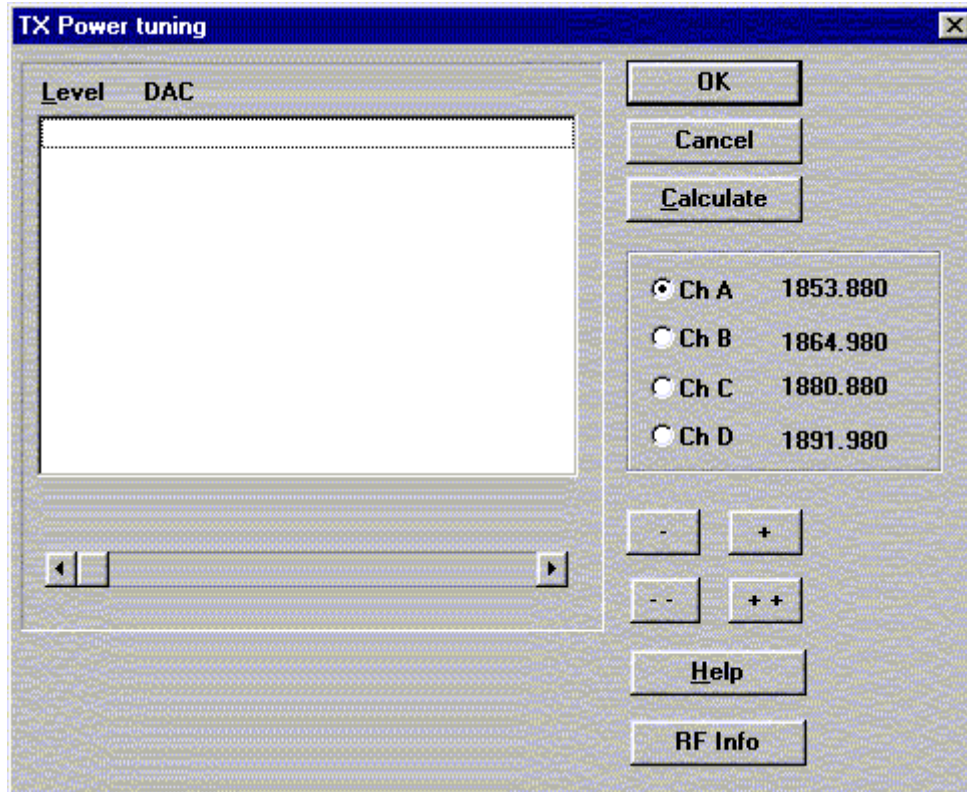 TX Power tuning
Level DAC
OK
Cancel
Calculate
Ch A 1853.880
Ch B 1864.980
Ch C 1880.880
Ch D 1891.980
- +
- - + +
Help
RF Info